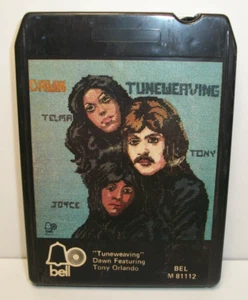 DAWN
TUNEWEAVING
TELMA
TONY
JOYCE
bell
"Tuneweaving"
Dawn Featuring
Tony Orlando
BEL
M 81112